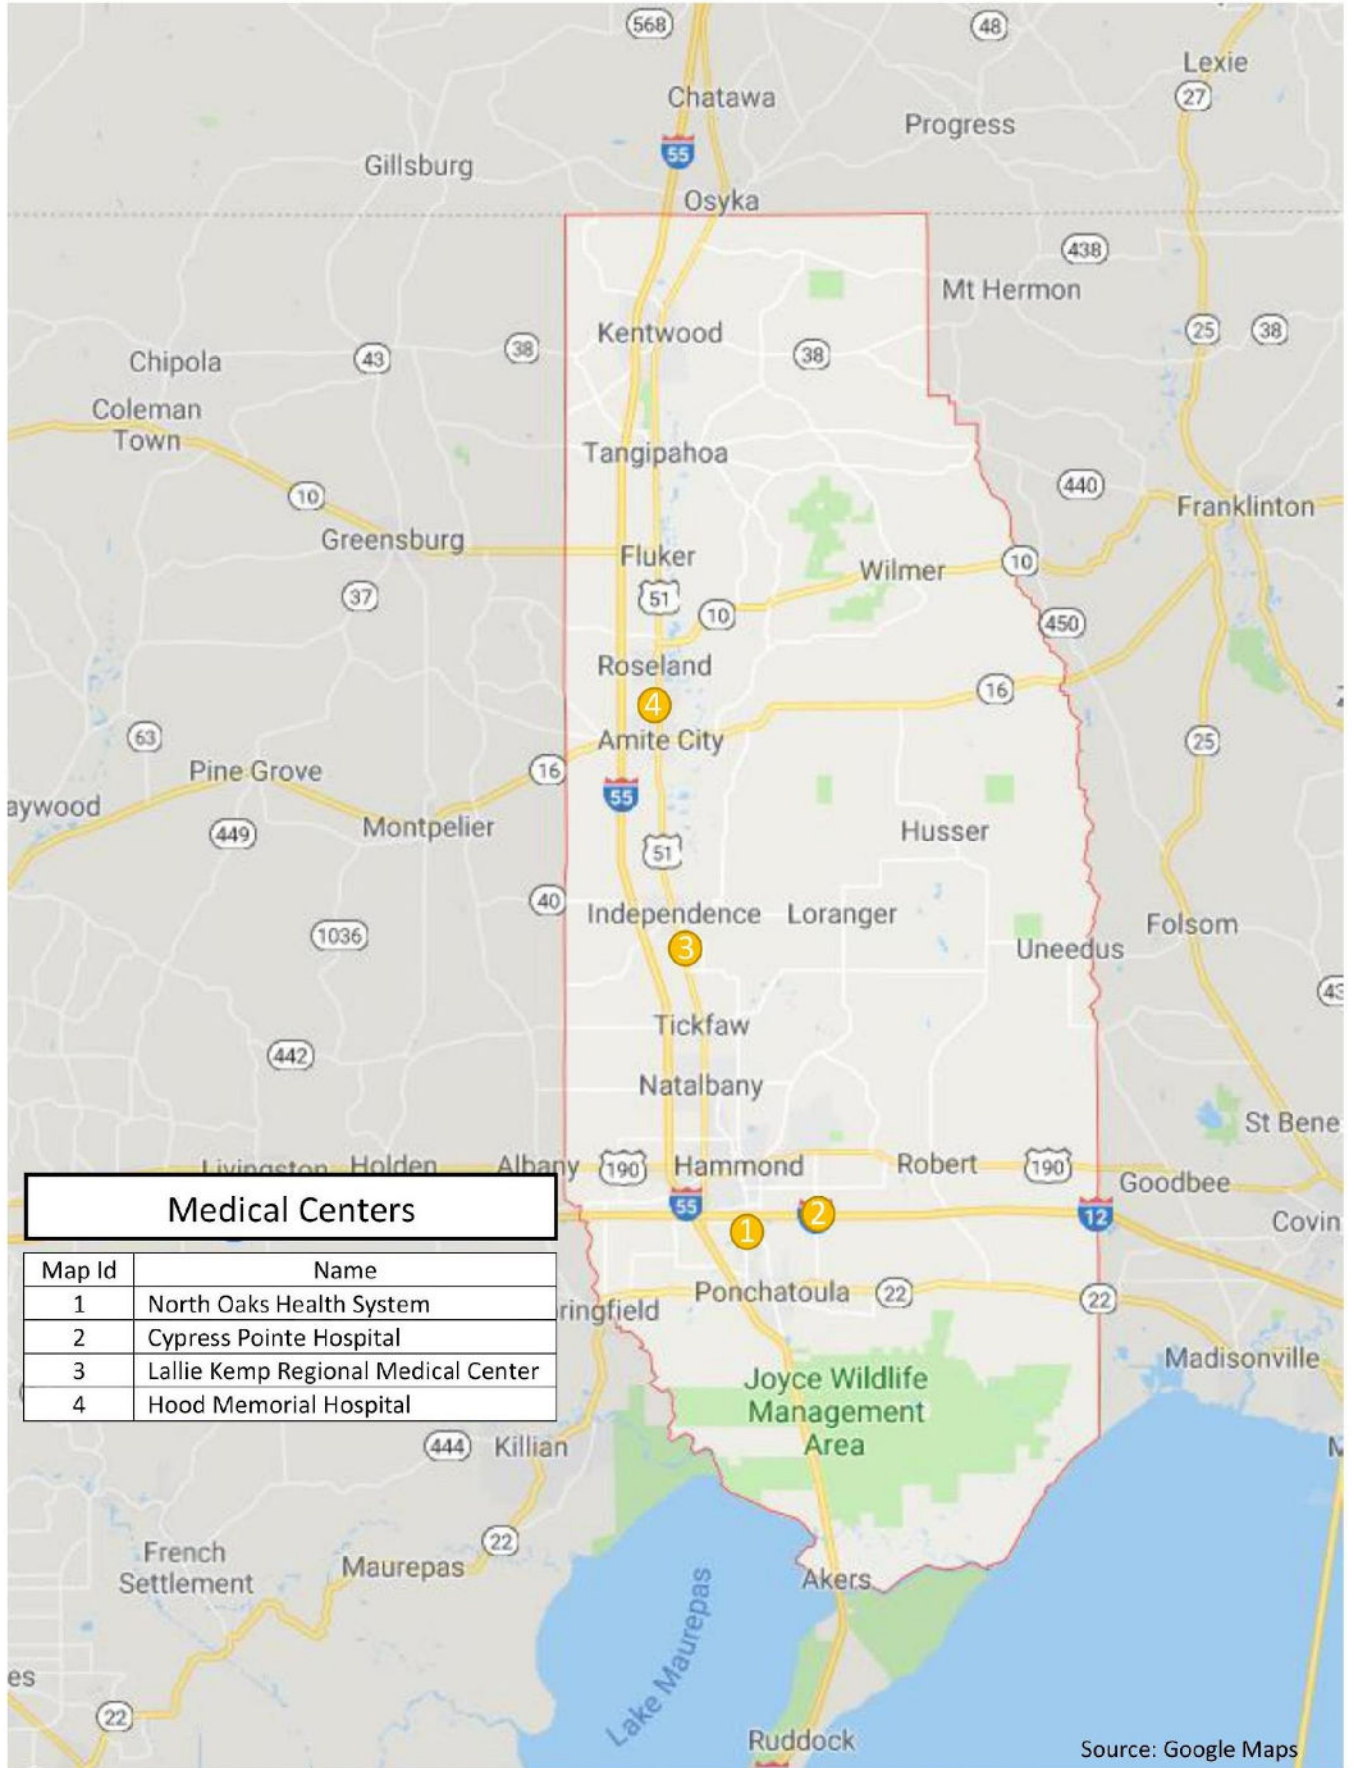 568
48
Lexie
27
Chatawa
Progress
55
Gillsburg
Osyka
438
Mt Hermon
Kentwood
25
38
38
43
38
Chipola
Coleman
Town
Tangipahoa
440
10
Franklinton
Greensburg
Fluker
Wilmer
10
37
51
10
450
Roseland
16
4
Amite City
63
25
16
Pine Grove
55
aywood
449
Montpelier
Husser
51
40
Independence
Loranger
1036
Folsom
3
Uneedus
43
Tickfaw
442
Natalbany
St Bene
Livingston
Holden
Albany
190
Hammond
Robert
190
Goodbee
Medical Centers
55
2
12
1
Covin
Map Id Name
1 North Oaks Health System
2 Cypress Pointe Hospital
3 Lallie Kemp Regional Medical Center
4 Hood Memorial Hospital
Ponchatoula
22
22
ringfield
Madisonville
Joyce Wildlife
Management
Area
444
Killian
M
22
French
Settlement
Maurepas
Akers
Lake Maurepas
es
22
Ruddock
Source: Google Maps